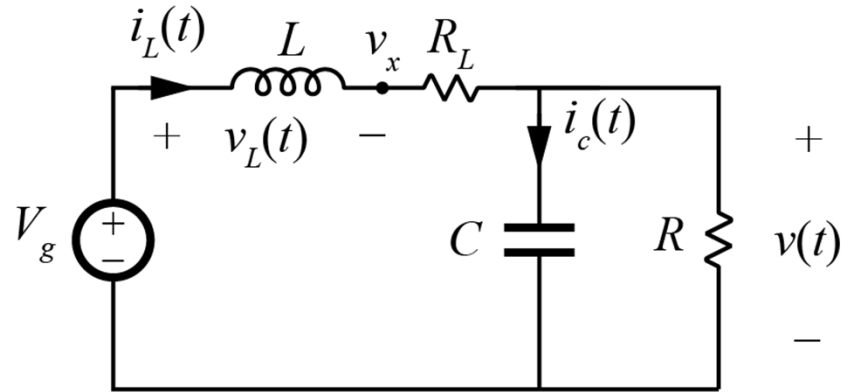 i_L(t)
L
v_x
R_L
+ v_L(t) −
i_c(t)
V_g
+
−
C
R
+
v(t)
−